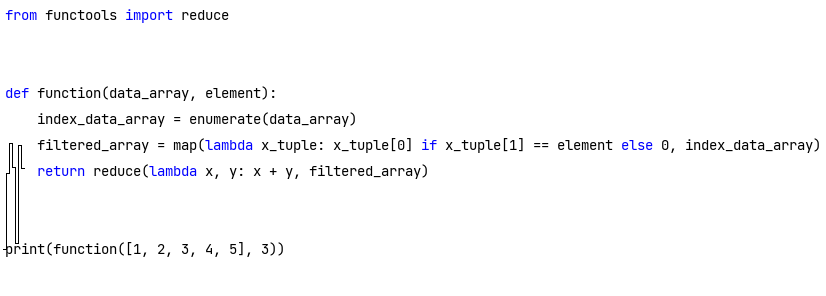 from functools import reduce
def function(data_array, element):
    index_data_array = enumerate(data_array)
    filtered_array = map(lambda x_tuple: x_tuple[0] if x_tuple[1] == element else 0, index_data_array)
    return reduce(lambda x, y: x + y, filtered_array)
print(function([1, 2, 3, 4, 5], 3))